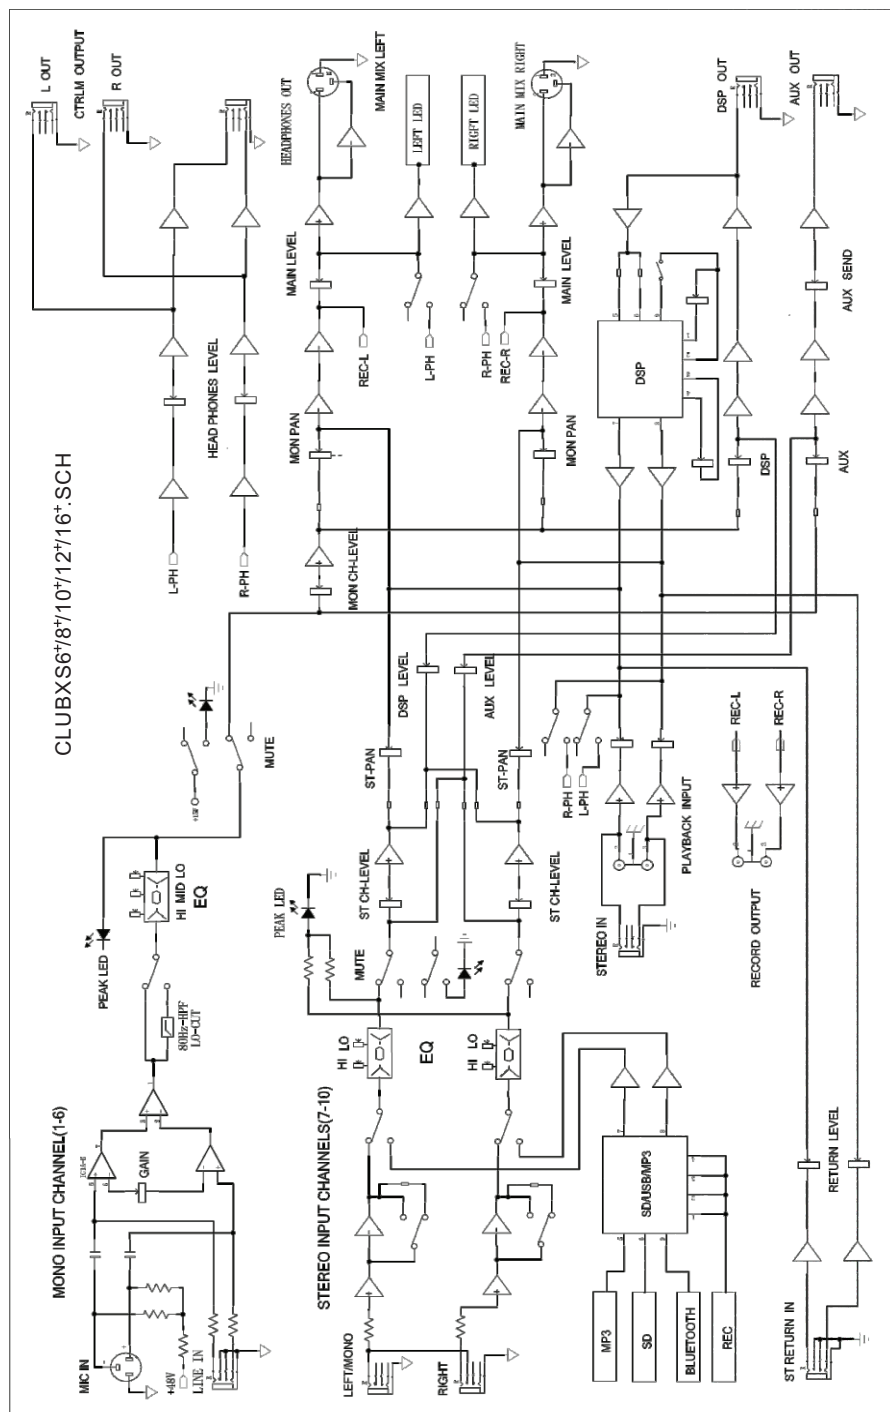 CLUBXS6+/8+/10+/12+/16+.SCH
MONO INPUT CHANNEL(1-6)
MIC IN
+48V
LINE IN
GAIN
80Hz-HPF
LO-CUT
PEAK LED
HI MID LO
EQ
+15V
MUTE
L-PH
R-PH
HEAD PHONES LEVEL
L OUT
CTRLM OUTPUT
R OUT
HEADPHONES OUT
MON CH-LEVEL
MON PAN
MAIN LEVEL
REC-L
L-PH
LEFT LED
MAIN MIX LEFT
RIGHT LED
R-PH
REC-R
MAIN LEVEL
MON PAN
MAIN MIX RIGHT
STEREO INPUT CHANNELS(7-10)
LEFT/MONO
RIGHT
HI LO
EQ
HI LO
PEAK LED
MUTE
ST CH-LEVEL
ST-PAN
DSP LEVEL
AUX LEVEL
ST-PAN
ST CH-LEVEL
DSP
DSP OUT
DSP
AUX OUT
AUX SEND
AUX
R-PH
L-PH
STEREO IN
PLAYBACK INPUT
REC-L
REC-R
RECORD OUTPUT
SD/USB/MP3
MP3
SD
BLUETOOTH
REC
ST RETURN IN
RETURN LEVEL